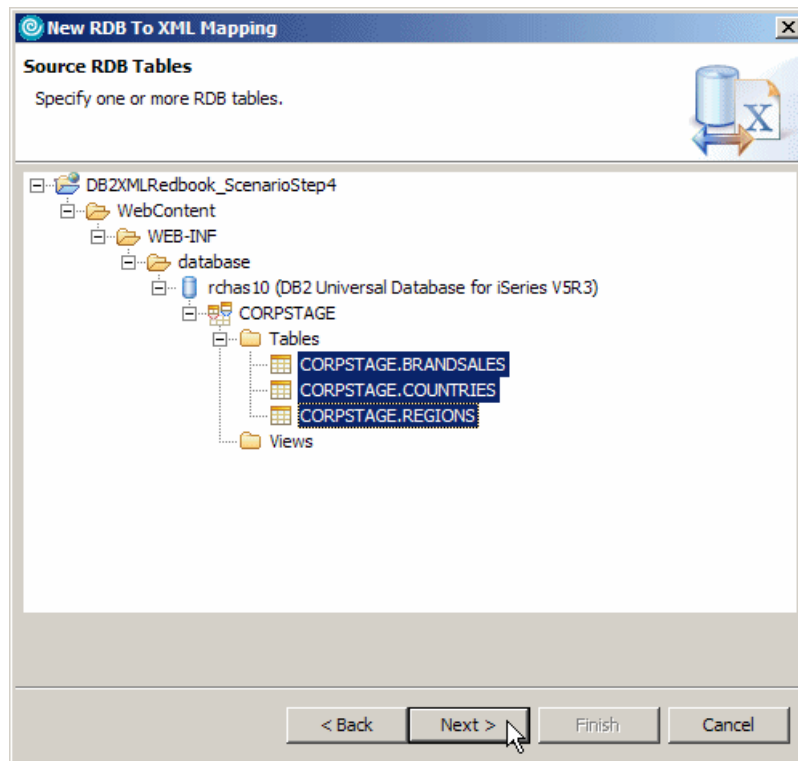 New RDB To XML Mapping
Source RDB Tables
Specify one or more RDB tables.
X
DB2XMLRedbook_ScenarioStep4
WebContent
WEB-INF
database
rchas10 (DB2 Universal Database for iSeries V5R3)
CORPSTAGE
Tables
CORPSTAGE.BRANDSALES
CORPSTAGE.COUNTRIES
CORPSTAGE.REGIONS
Views
< Back Next > Finish Cancel